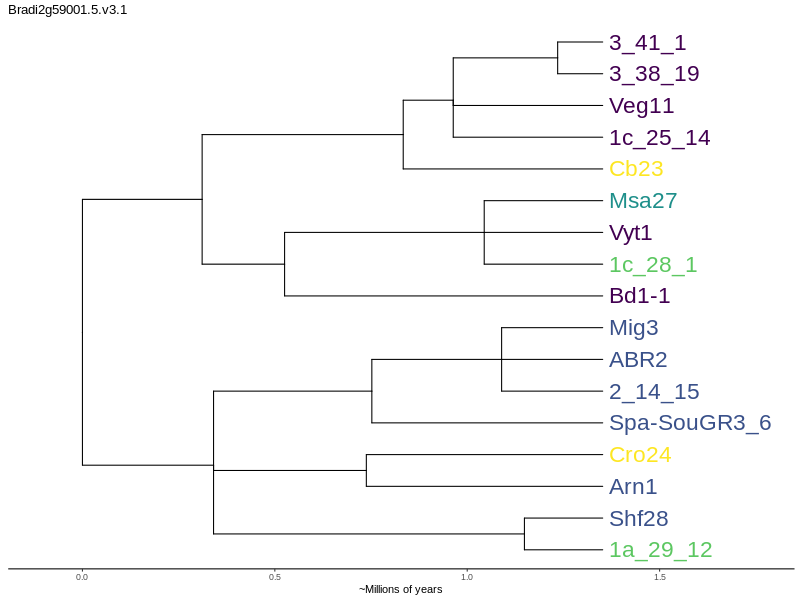 Bradi2g59001.5.v3.1
3_41_1
3_38_19
Veg11
1c_25_14
Cb23
Msa27
Vyt1
1c_28_1
Bd1-1
Mig3
ABR2
2_14_15
Spa-SouGR3_6
Cro24
Arn1
Shf28
1a_29_12
0.0 0.5 1.0 1.5
~Millions of years